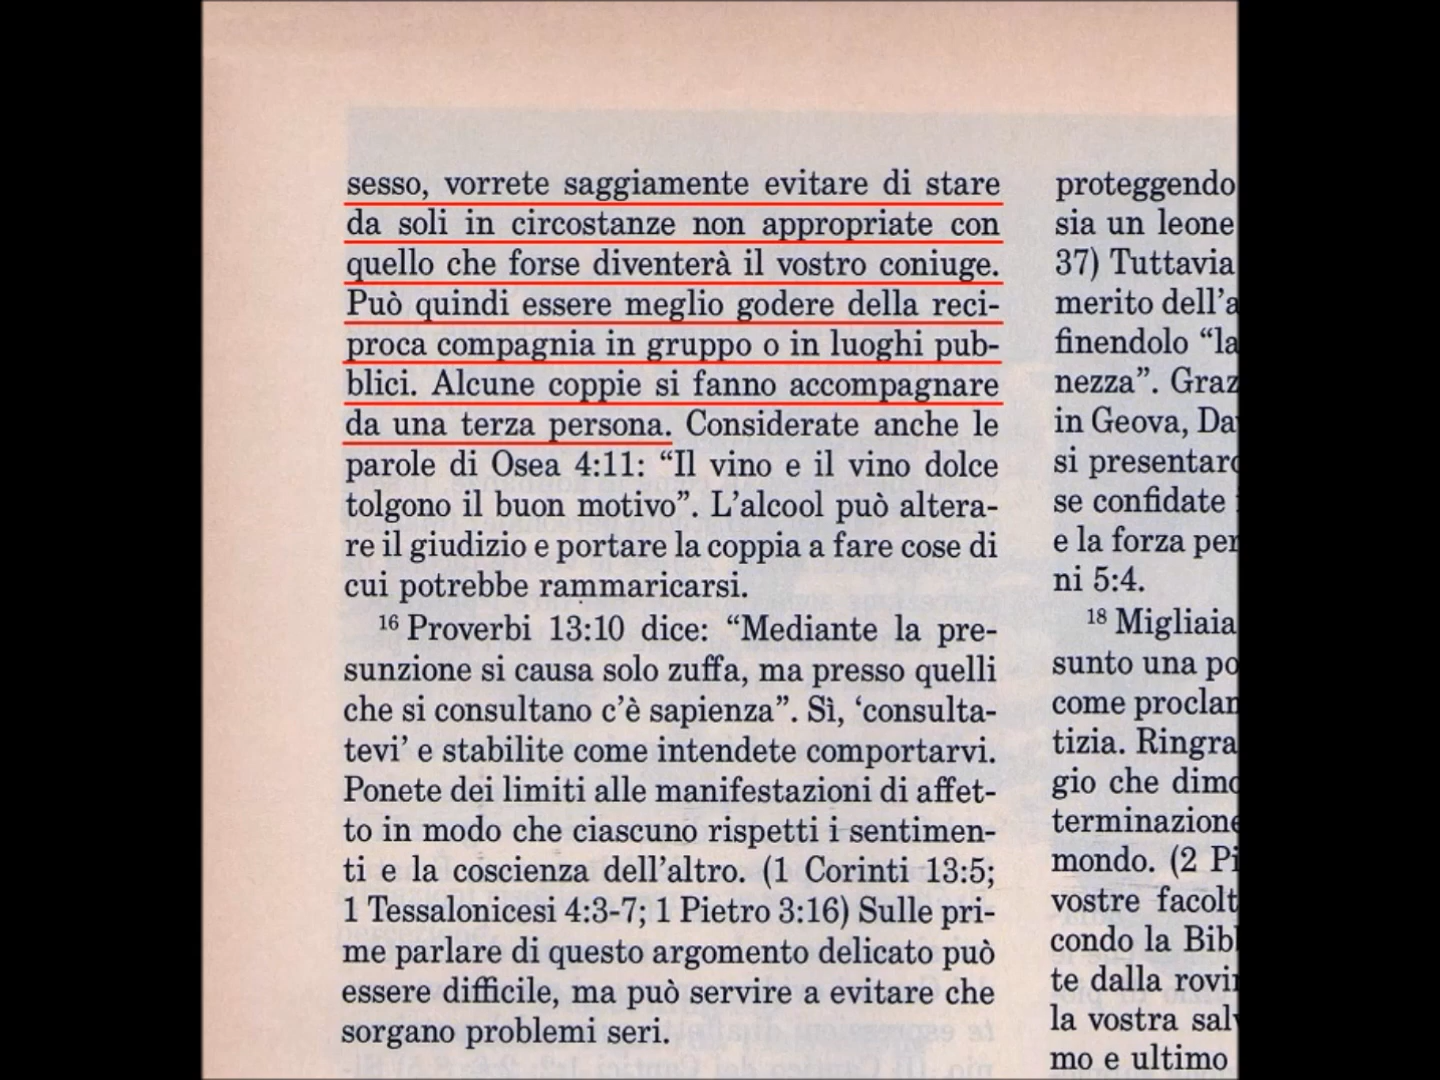 sesso, vorrete saggiamente evitare di stare
da soli in circostanze non appropriate con
quello che forse diventerà il vostro coniuge.
Può quindi essere meglio godere della reci-
proca compagnia in gruppo o in luoghi pub-
blici. Alcune coppie si fanno accompagnare
da una terza persona. Considerate anche le
parole di Osea 4:11: “Il vino e il vino dolce
tolgono il buon motivo”. L’alcool può altera-
re il giudizio e portare la coppia a fare cose di
cui potrebbe rammaricarsi.
16 Proverbi 13:10 dice: “Mediante la pre-
sunzione si causa solo zuffa, ma presso quelli
che si consultano c’è sapienza”. Sì, ‘consulta-
tevi’ e stabilite come intendete comportarvi.
Ponete dei limiti alle manifestazioni di affet-
to in modo che ciascuno rispetti i sentimen-
ti e la coscienza dell’altro. (1 Corinti 13:5;
1 Tessalonicesi 4:3-7; 1 Pietro 3:16) Sulle pri-
me parlare di questo argomento delicato può
essere difficile, ma può servire a evitare che
sorgano problemi seri.
proteggendo
sia un leone
37) Tuttavia
merito dell’a
finendolo “la
nezza”. Graz
in Geova, Da
si presentaro
se confidate
e la forza per
ni 5:4.
18 Migliaia
sunto una po
come proclam
tizia. Ringra
gio che dimo
terminazione
mondo. (2 Pi
vostre facolt
condo la Bib
te dalla rovi
la vostra sal
mo e ultimo